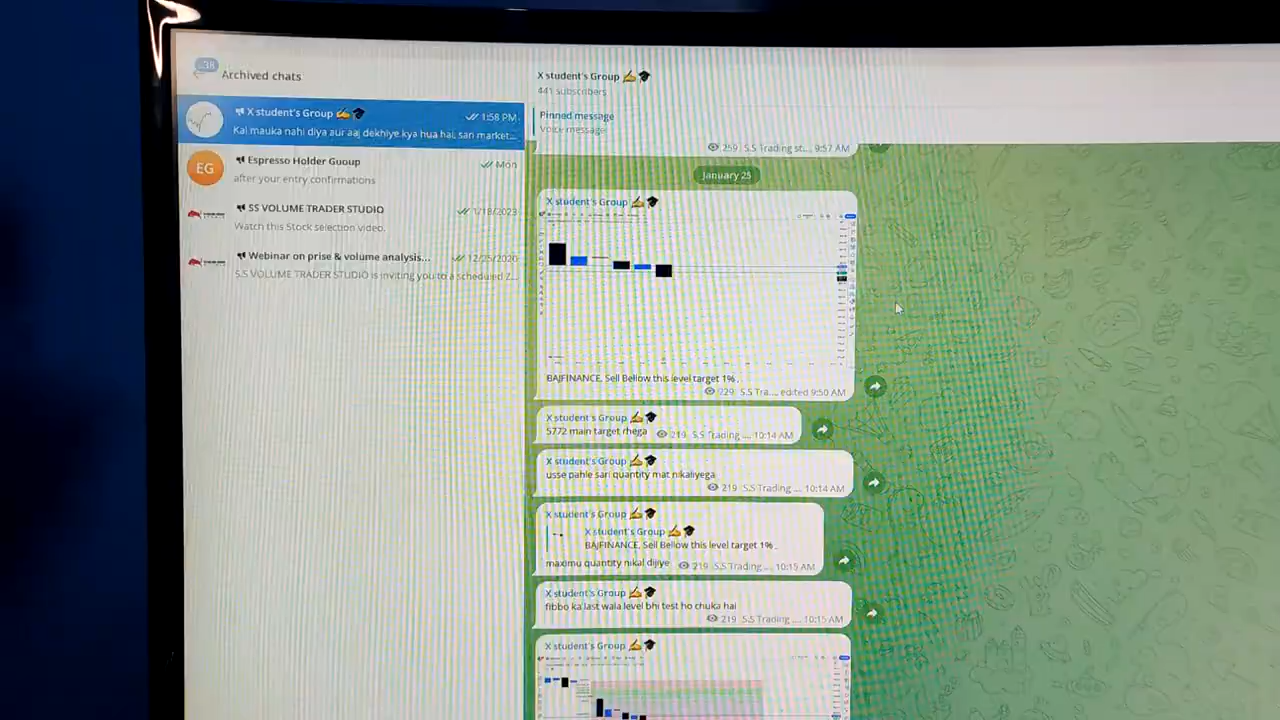 38
Archived chats
X student's Group ✍🎓
1:58 PM
Kal mauka nahi diya aur aaj dekhiye kya hua hai, sari market...
EG
Espresso Holder Guoup
Mon
after your entry confirmations
SS VOLUME TRADER STUDIO
1/18/2023
Watch this Stock selection video.
Webinar on prise & volume analysis...
12/25/2020
S.S VOLUME TRADER STUDIO is inviting you to a scheduled Z...
X student's Group ✍🎓
441 subscribers
Pinned message
Voice message
259 S.S Trading st... 9:57 AM
January 25
X student's Group ✍🎓
BAJFINANCE, Sell Bellow this level target 1% .
229 S.S Tra.... edited 9:50 AM
X student's Group ✍🎓
5772 main target rhega 219 S.S Trading .... 10:14 AM
X student's Group ✍🎓
usse pahle sari quantity mat nikaliyega
219 S.S Trading .... 10:14 AM
X student's Group ✍🎓
X student's Group ✍🎓
BAJFINANCE, Sell Bellow this level target 1% .
maximu quantity nikal dijiye 219 S.S Trading .... 10:15 AM
X student's Group ✍🎓
fibbo ka last wala level bhi test ho chuka hai
219 S.S Trading .... 10:15 AM
X student's Group ✍🎓